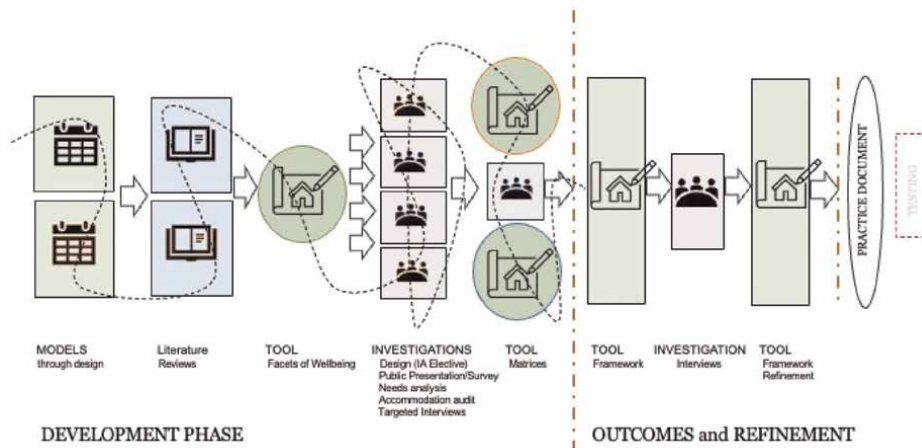 PRACTICE DOCUMENT
TESTING
MODELS
through design
Literature
Reviews
TOOL
Facets of Wellbeing
INVESTIGATIONS
Design (IA Elective)
Public Presentation/Survey
Needs analysis
Accommodation audit
Targeted Interviews
TOOL
Matrices
TOOL
Framework
INVESTIGATION
Interviews
TOOL
Framework
Refinement
DEVELOPMENT PHASE
OUTCOMES and REFINEMENT